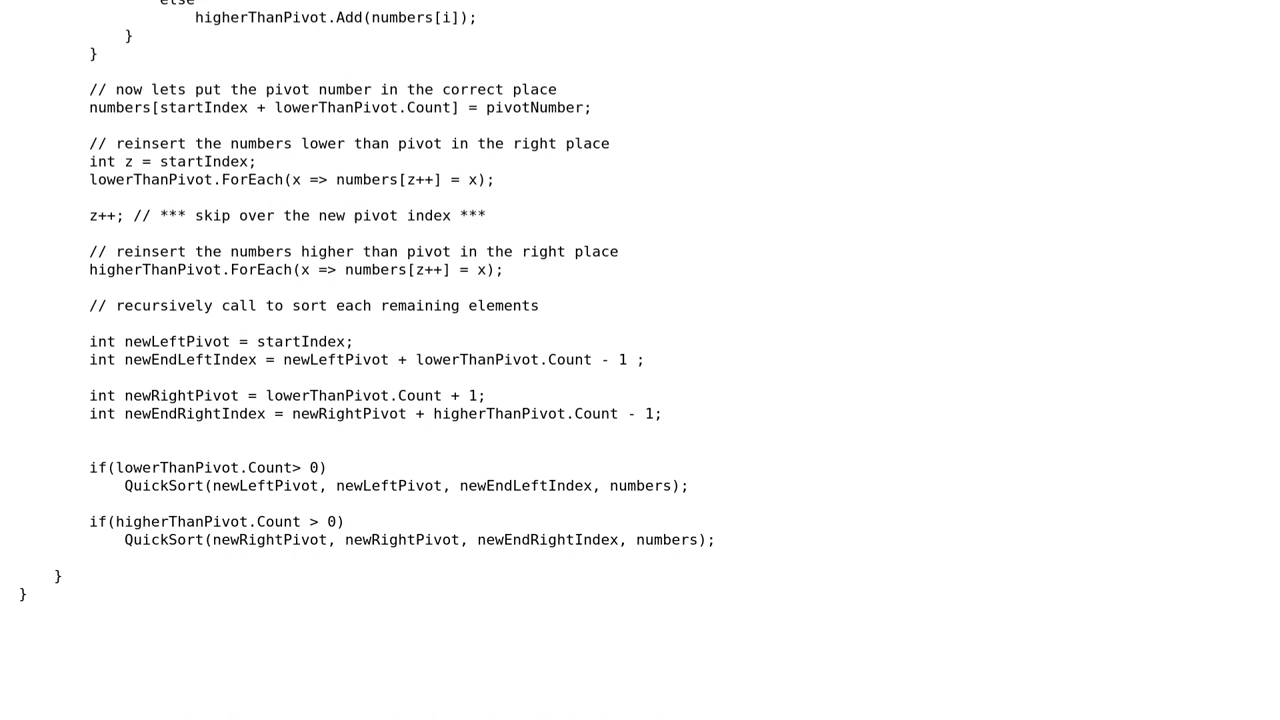 else
higherThanPivot.Add(numbers[i]);
}
}
// now lets put the pivot number in the correct place
numbers[startIndex + lowerThanPivot.Count] = pivotNumber;
// reinsert the numbers lower than pivot in the right place
int z = startIndex;
lowerThanPivot.ForEach(x => numbers[z++] = x);
z++; // *** skip over the new pivot index ***
// reinsert the numbers higher than pivot in the right place
higherThanPivot.ForEach(x => numbers[z++] = x);
// recursively call to sort each remaining elements
int newLeftPivot = startIndex;
int newEndLeftIndex = newLeftPivot + lowerThanPivot.Count - 1 ;
int newRightPivot = lowerThanPivot.Count + 1;
int newEndRightIndex = newRightPivot + higherThanPivot.Count - 1;
if(lowerThanPivot.Count> 0)
QuickSort(newLeftPivot, newLeftPivot, newEndLeftIndex, numbers);
if(higherThanPivot.Count > 0)
QuickSort(newRightPivot, newRightPivot, newEndRightIndex, numbers);
}
}